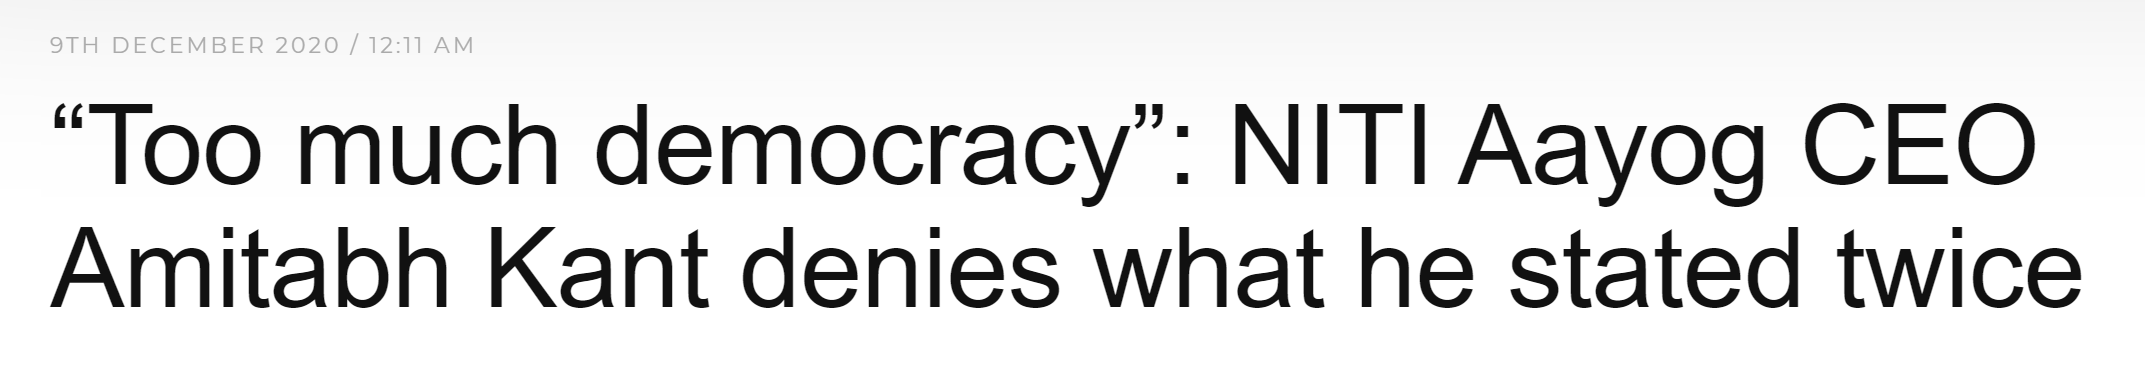 9TH DECEMBER 2020 / 12:11 AM
“Too much democracy”: NITI Aayog CEO
Amitabh Kant denies what he stated twice